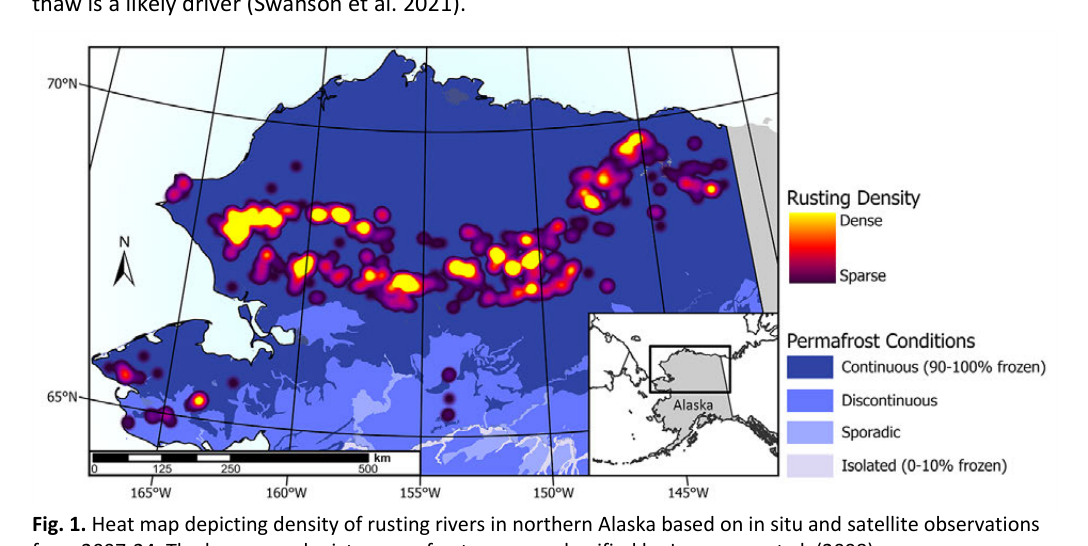 thaw is a likely driver (Swanson et al. 2021).
70°N
N
65°N
Rusting Density
Dense
Sparse
Permafrost Conditions
Continuous (90-100% frozen)
Discontinuous
Sporadic
Isolated (0-10% frozen)
Alaska
km
0 125 250 500
165°W 160°W 155°W 150°W 145°W
Fig. 1. Heat map depicting density of rusting rivers in northern Alaska based on in situ and satellite observations